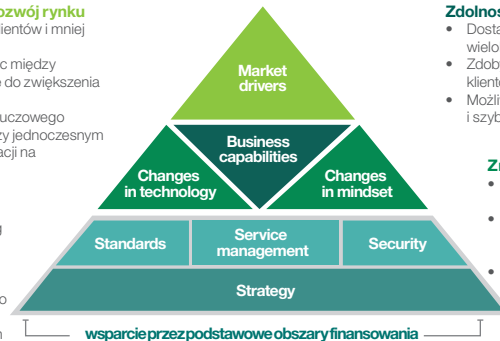 ozwój rynku
ientów i mniej
c między
e do zwiększenia
uczowego
zy jednoczesnym
acji na
o
Zdolnoś
• Dosta
wielo
• Zdoby
kliento
• Możli
i szyb
Zr
Market
drivers
Business
capabilities
Changes
in technology
Changes
in mindset
Standards
Service
management
Security
Strategy
wsparcie przez podstawowe obszary finansowania